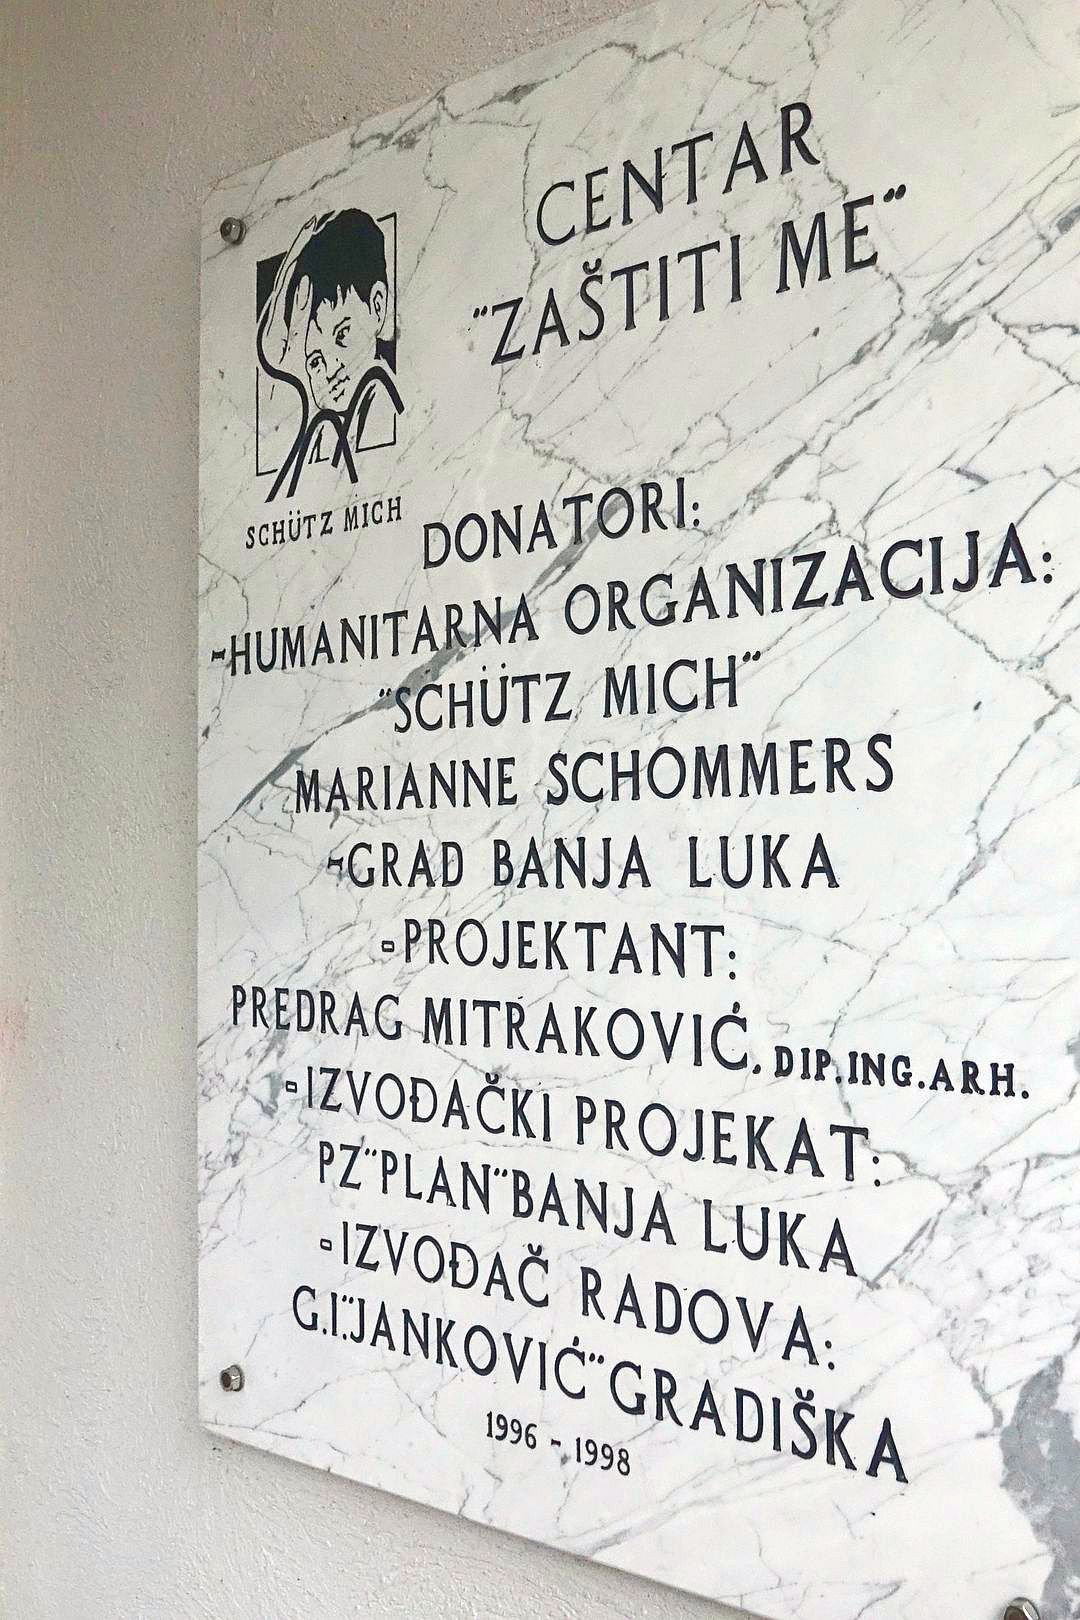 CENTAR
"ZAŠTITI ME"
SCHÜTZ MICH
DONATORI:
-HUMANITARNA ORGANIZACIJA:
"SCHÜTZ MICH"
MARIANNE SCHOMMERS
-GRAD BANJA LUKA
-PROJEKTANT:
PREDRAG MITRAKOVIĆ, DIP.ING.ARH.
-IZVOĐAČKI PROJEKAT:
PZ"PLAN"BANJA LUKA
-IZVOĐAČ RADOVA:
G.I."JANKOVIĆ"GRADIŠKA
1996 - 1998